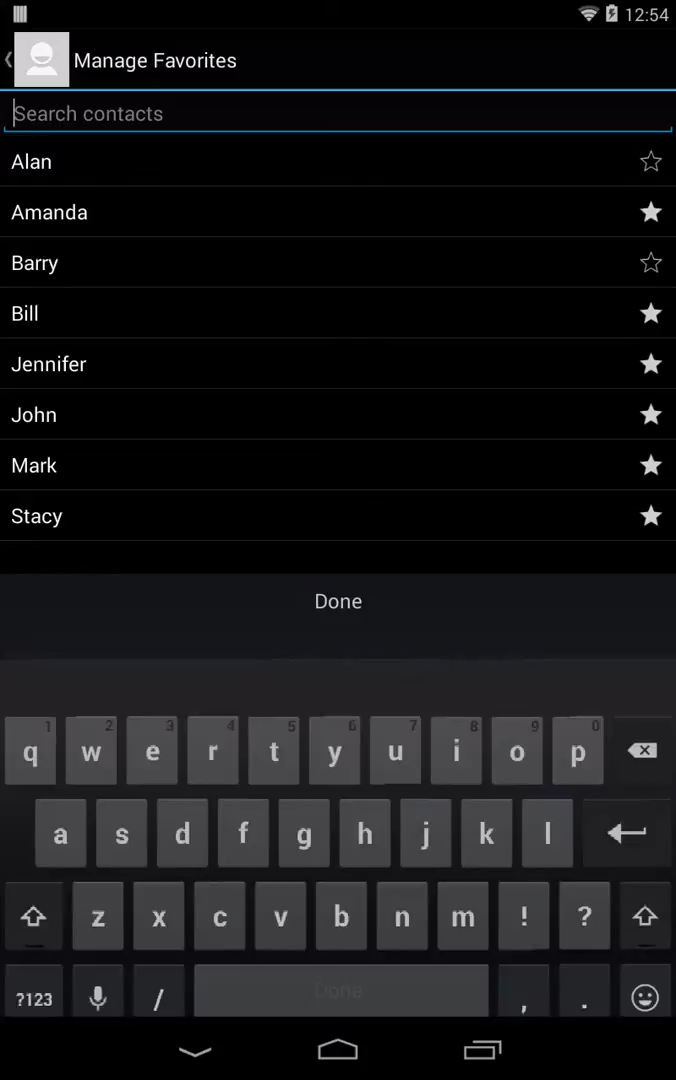 12:54
Manage Favorites
Search contacts
Alan
Amanda
Barry
Bill
Jennifer
John
Mark
Stacy
Done
1 2 3 4 5 6 7 8 9 0
q w e r t y u i o p
a s d f g h j k l
z x c v b n m ! ?
?123 / Done , .